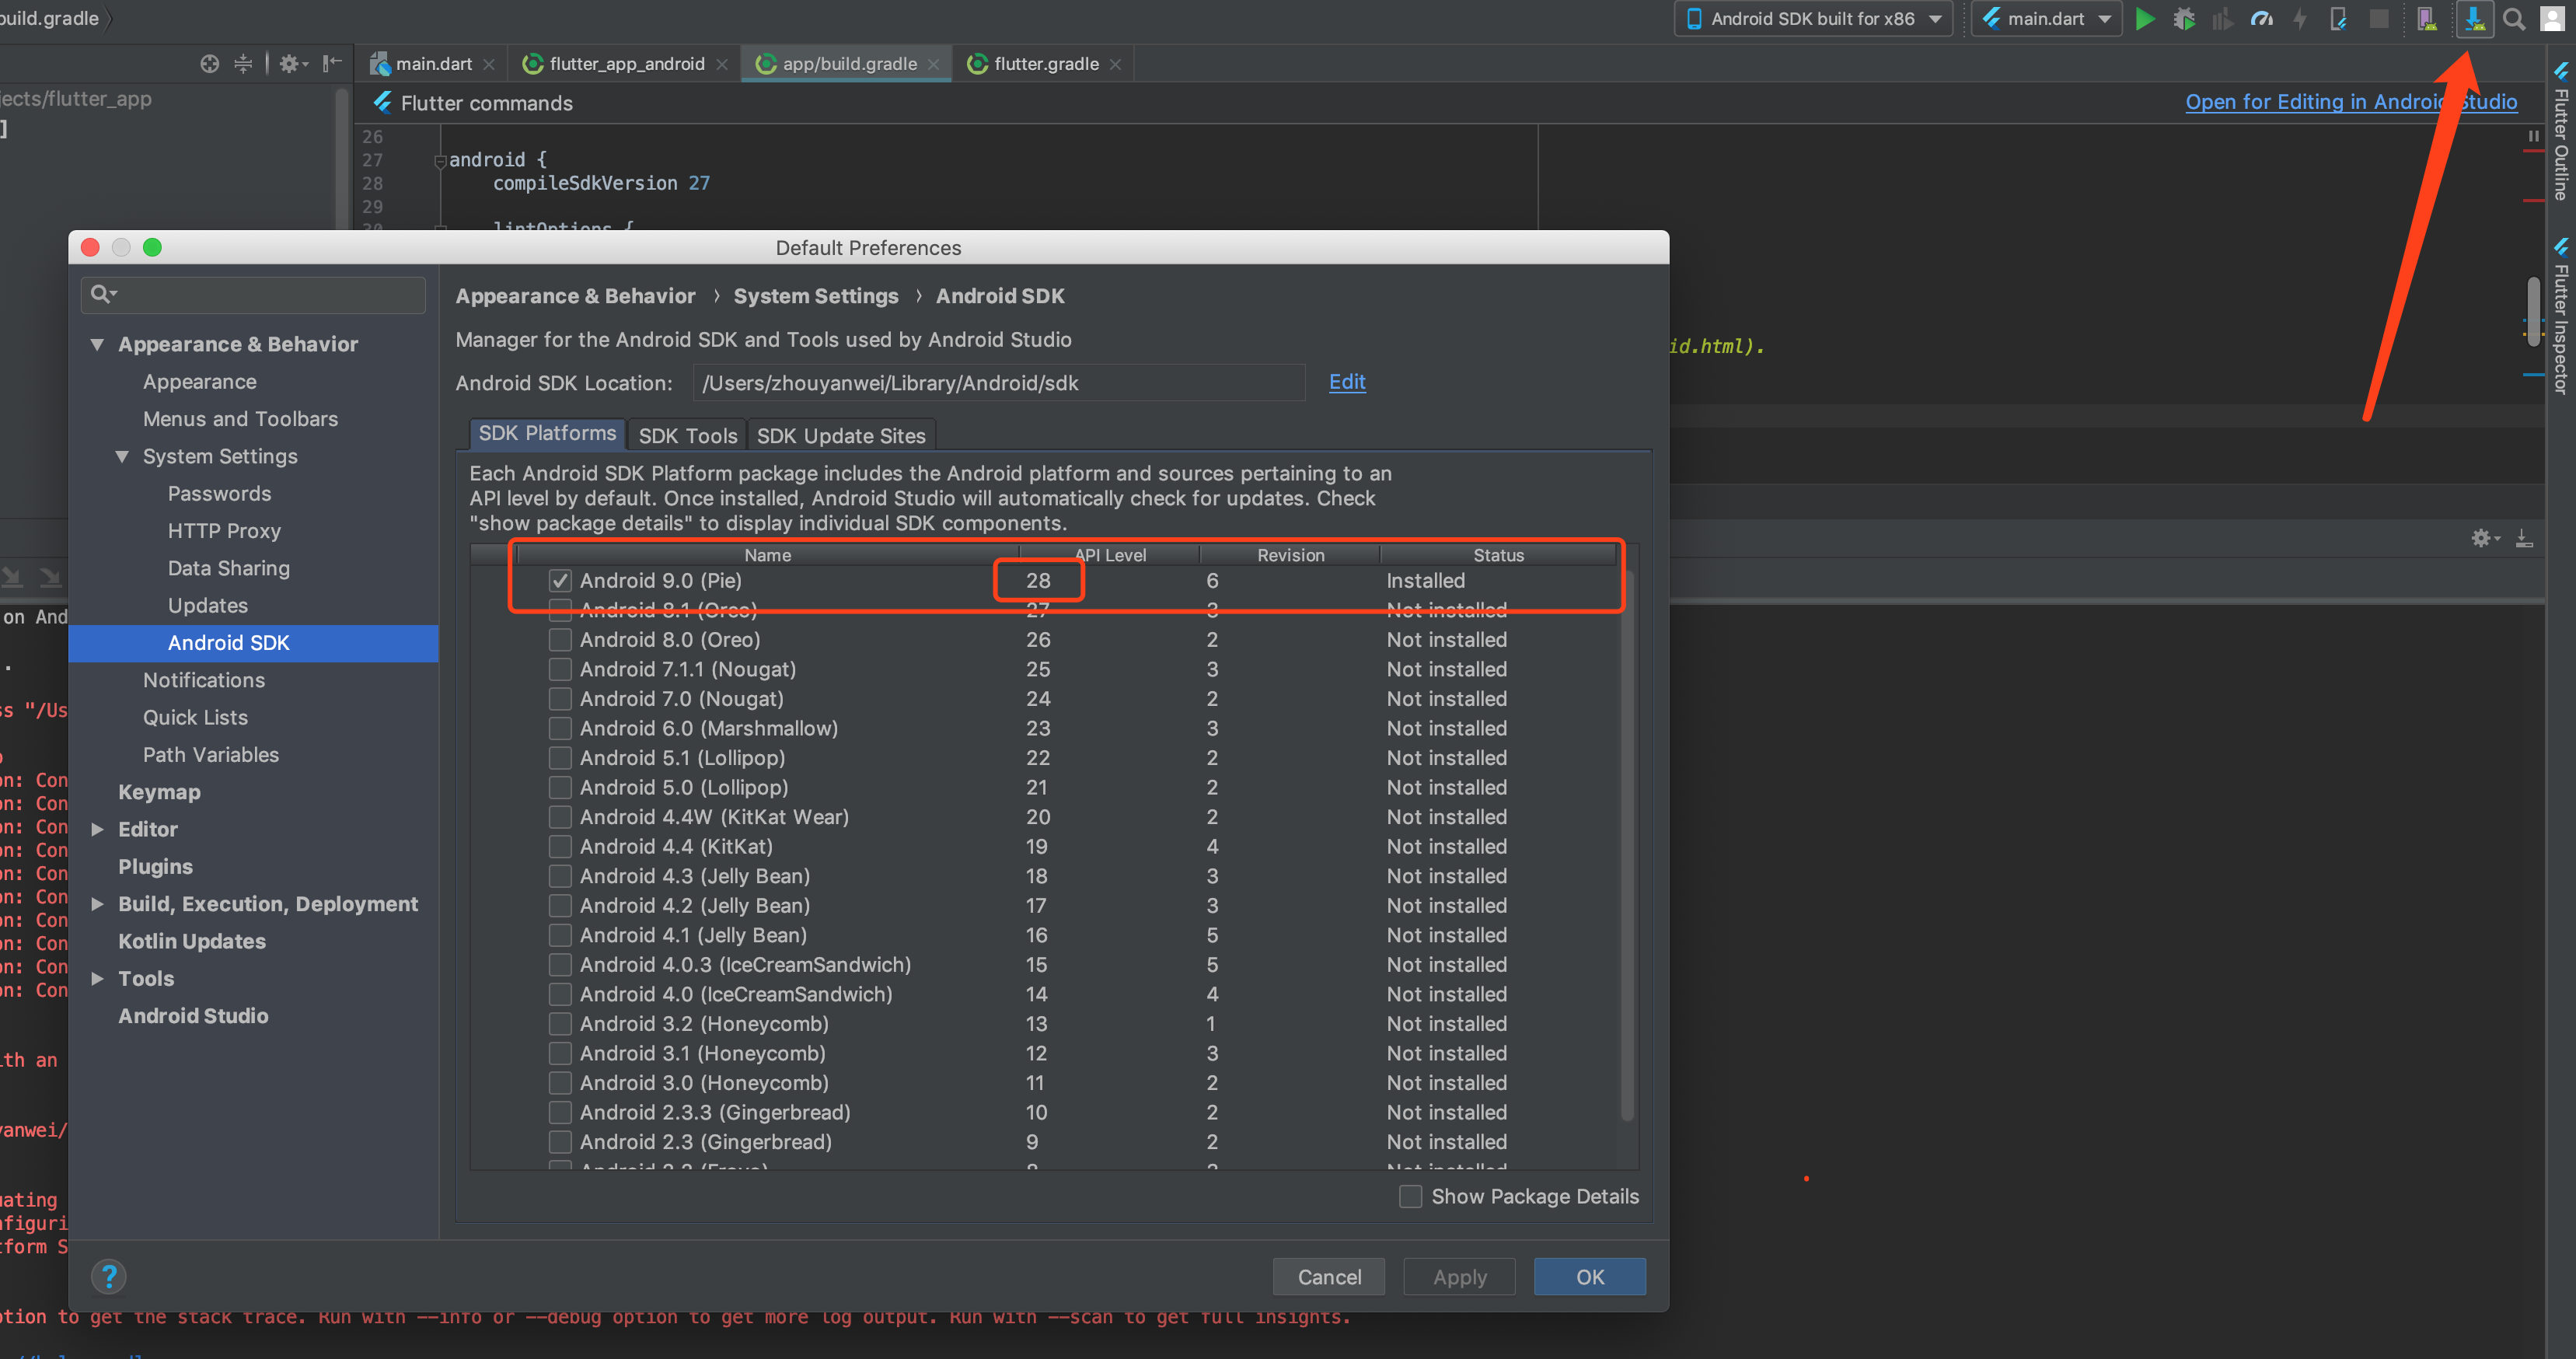 build.gradle
Android SDK built for x86
main.dart
main.dart
flutter_app_android
app/build.gradle
flutter.gradle
jects/flutter_app
]
Flutter commands
Open for Editing in Android Studio
Flutter Outline
Flutter Inspector
26
27 android {
28 compileSdkVersion 27
29
30 lintOptions {
id.html).
Default Preferences
Appearance & Behavior › System Settings › Android SDK
Manager for the Android SDK and Tools used by Android Studio
Android SDK Location: /Users/zhouyanwei/Library/Android/sdk Edit
Appearance & Behavior
Appearance
Menus and Toolbars
System Settings
Passwords
HTTP Proxy
Data Sharing
Updates
Android SDK
Notifications
Quick Lists
Path Variables
Keymap
Editor
Plugins
Build, Execution, Deployment
Kotlin Updates
Tools
Android Studio
SDK Platforms SDK Tools SDK Update Sites
Each Android SDK Platform package includes the Android platform and sources pertaining to an
API level by default. Once installed, Android Studio will automatically check for updates. Check
"show package details" to display individual SDK components.
Name API Level Revision Status
Android 9.0 (Pie) 28 6 Installed
Android 8.1 (Oreo) 27 3 Not installed
Android 8.0 (Oreo) 26 2 Not installed
Android 7.1.1 (Nougat) 25 3 Not installed
Android 7.0 (Nougat) 24 2 Not installed
Android 6.0 (Marshmallow) 23 3 Not installed
Android 5.1 (Lollipop) 22 2 Not installed
Android 5.0 (Lollipop) 21 2 Not installed
Android 4.4W (KitKat Wear) 20 2 Not installed
Android 4.4 (KitKat) 19 4 Not installed
Android 4.3 (Jelly Bean) 18 3 Not installed
Android 4.2 (Jelly Bean) 17 3 Not installed
Android 4.1 (Jelly Bean) 16 5 Not installed
Android 4.0.3 (IceCreamSandwich) 15 5 Not installed
Android 4.0 (IceCreamSandwich) 14 4 Not installed
Android 3.2 (Honeycomb) 13 1 Not installed
Android 3.1 (Honeycomb) 12 3 Not installed
Android 3.0 (Honeycomb) 11 2 Not installed
Android 2.3.3 (Gingerbread) 10 2 Not installed
Android 2.3 (Gingerbread) 9 2 Not installed
Show Package Details
? Cancel Apply OK
on And
.
ss "/Us
on: Con
on: Con
on: Con
on: Con
on: Con
on: Con
on: Con
on: Con
on: Con
on: Con
ith an
yanwei/
uating
nfiguri
tform S
ption to get the stack trace. Run with --info or --debug option to get more log output. Run with --scan to get full insights.